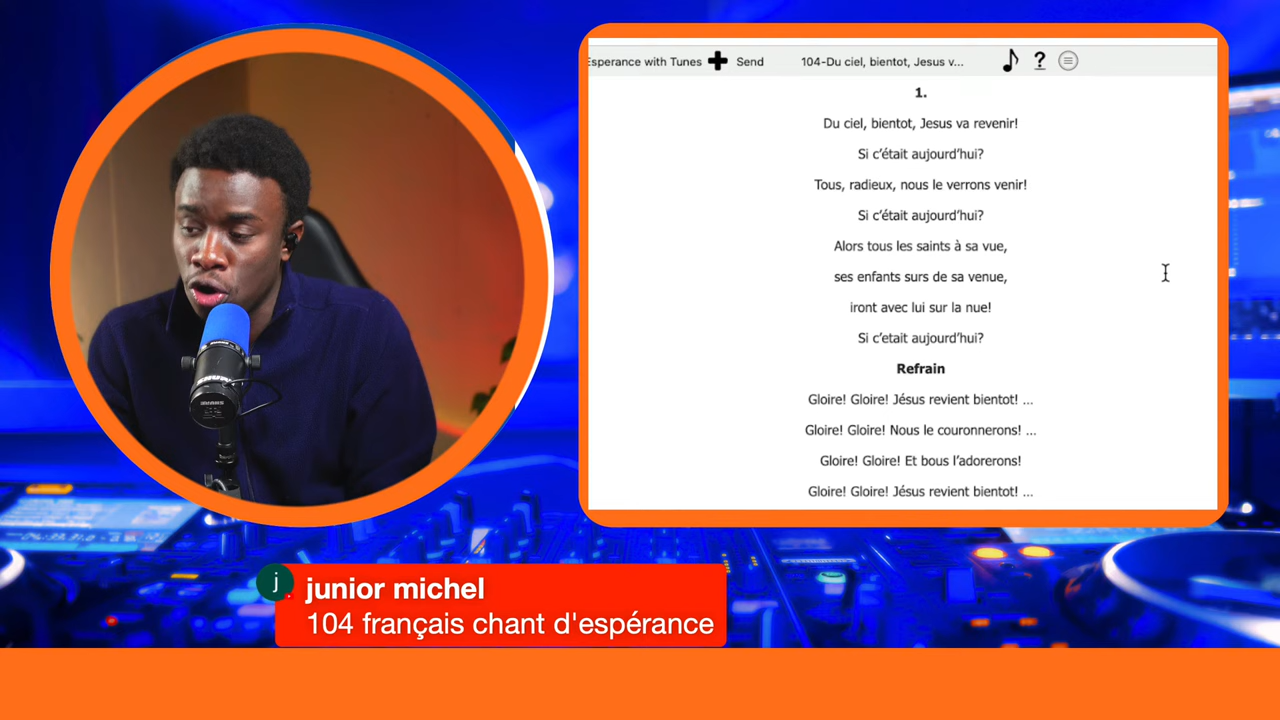 Esperance with Tunes Send 104-Du ciel, bientot, Jesus v... ?
1.
Du ciel, bientot, Jesus va revenir!
Si c’était aujourd’hui?
Tous, radieux, nous le verrons venir!
Si c’était aujourd’hui?
Alors tous les saints à sa vue,
ses enfants surs de sa venue,
iront avec lui sur la nue!
Si c’etait aujourd’hui?
Refrain
Gloire! Gloire! Jésus revient bientot! ...
Gloire! Gloire! Nous le couronnerons! ...
Gloire! Gloire! Et bous l’adorerons!
Gloire! Gloire! Jésus revient bientot! ...
SHURE
j
junior michel
104 français chant d'espérance